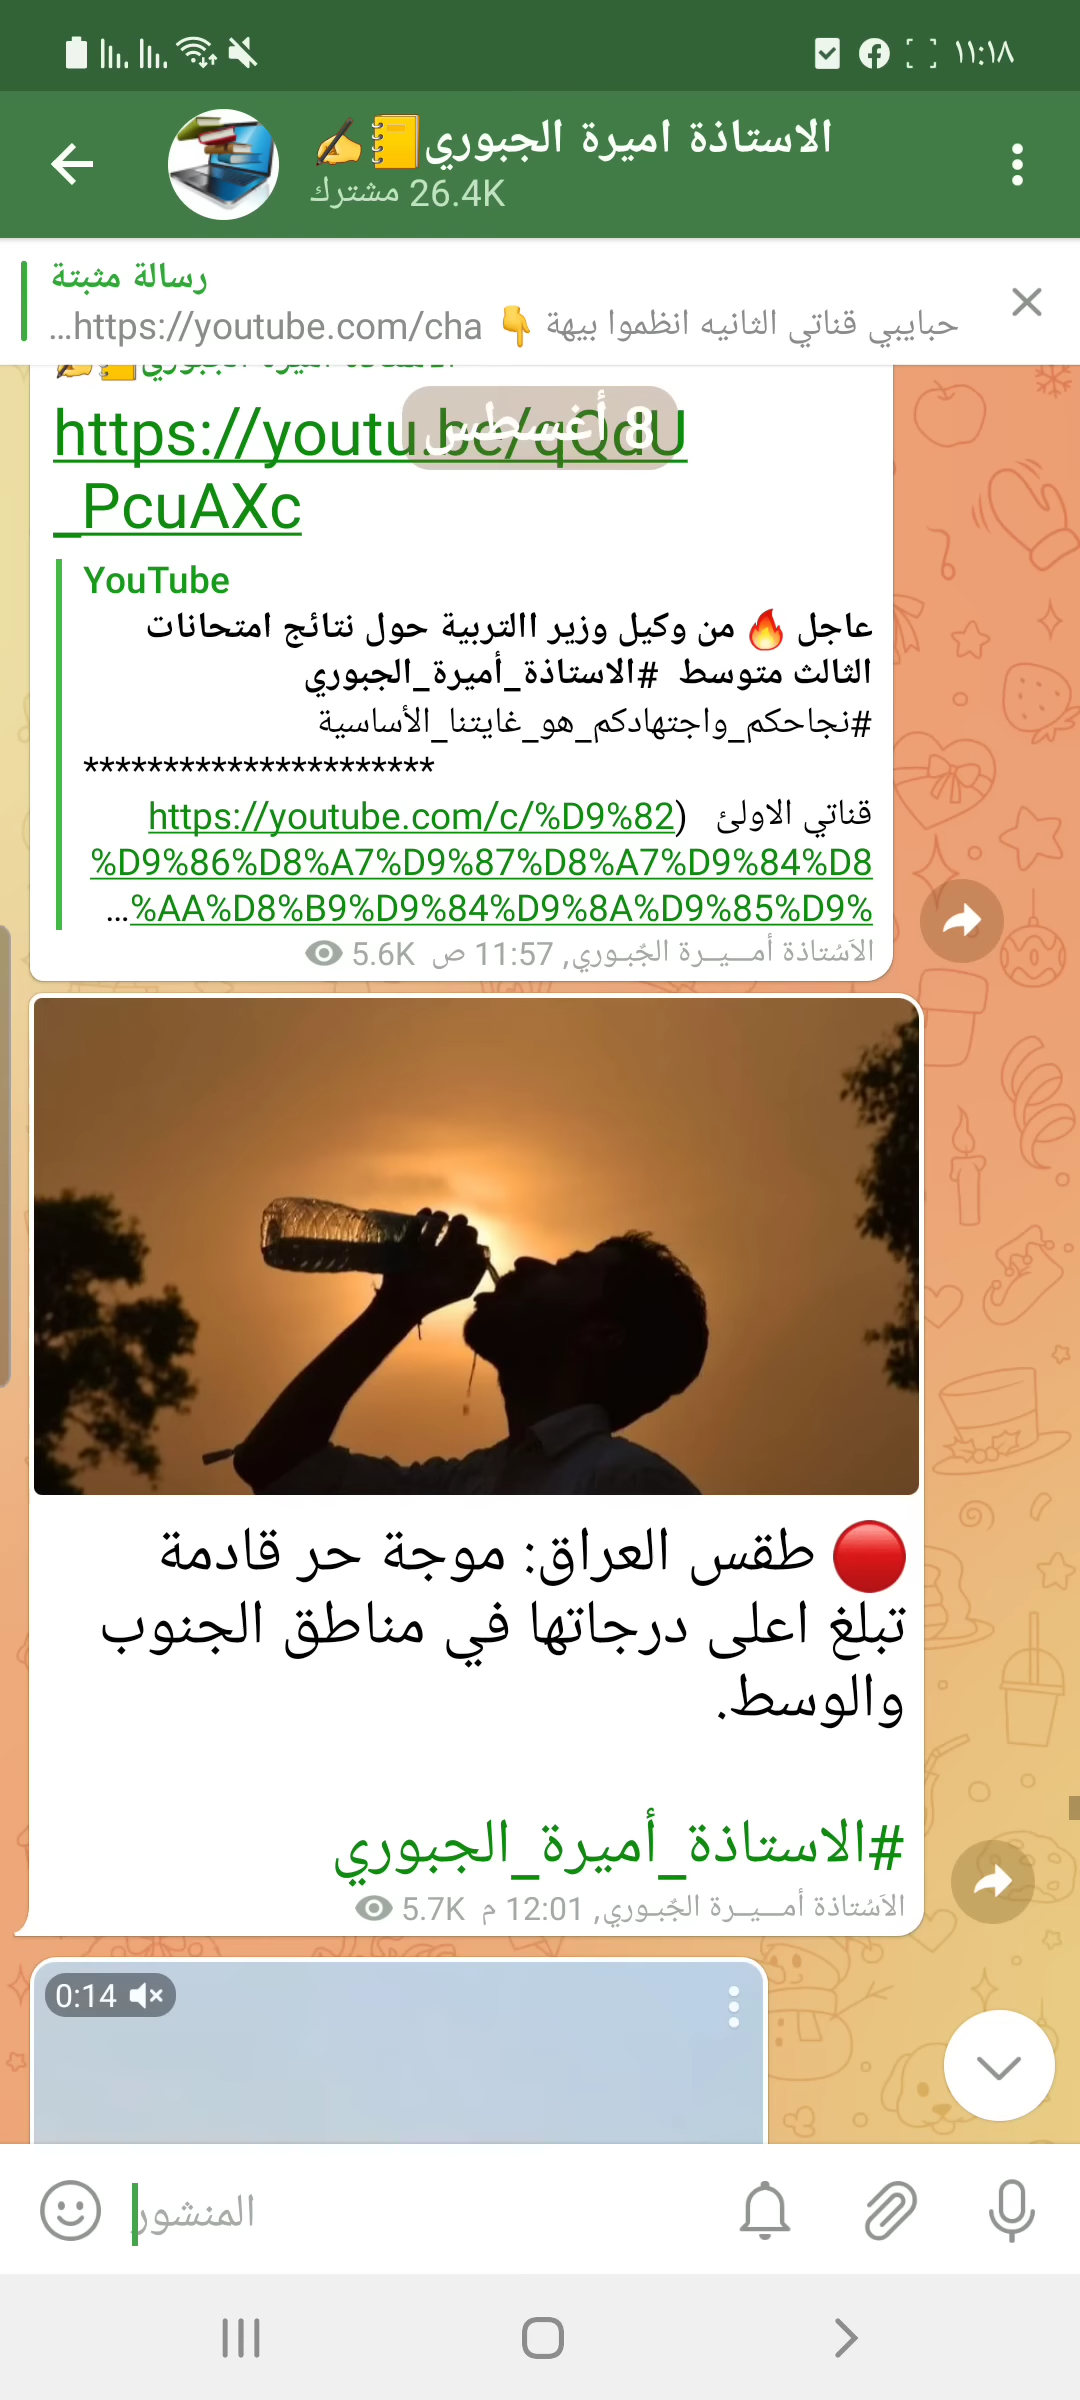 ١١:١٨
الاستاذة اميرة الجبوري📒✍️
26.4K مشترك
رسالة مثبتة
حبايبي قناتي الثانيه انظموا بيهة 👇 https://youtube.com/cha...
8 أغسطس
https://youtu.be/qQdU
_PcuAXc
YouTube
عاجل 🔥 من وكيل وزير االتربية حول نتائج امتحانات
الثالث متوسط #الاستاذة_أميرة_الجبوري
#نجاحكم_واجتهادكم_هو_غايتنا_الأساسية
**********************
قناتي الاولئ (https://youtube.com/c/%D9%82
%D9%86%D8%A7%D9%87%D8%A7%D9%84%D8
%AA%D8%B9%D9%84%D9%8A%D9%85%D9%...
5.6K الاَسُتاذة أمـــيـــرة الجٌبـوري, 11:57 ص
🔴 طقس العراق: موجة حر قادمة
تبلغ اعلى درجاتها في مناطق الجنوب
والوسط.
#الاستاذة_أميرة_الجبوري
5.7K الاَسُتاذة أمـــيـــرة الجٌبـوري, 12:01 م
0:14
المنشور